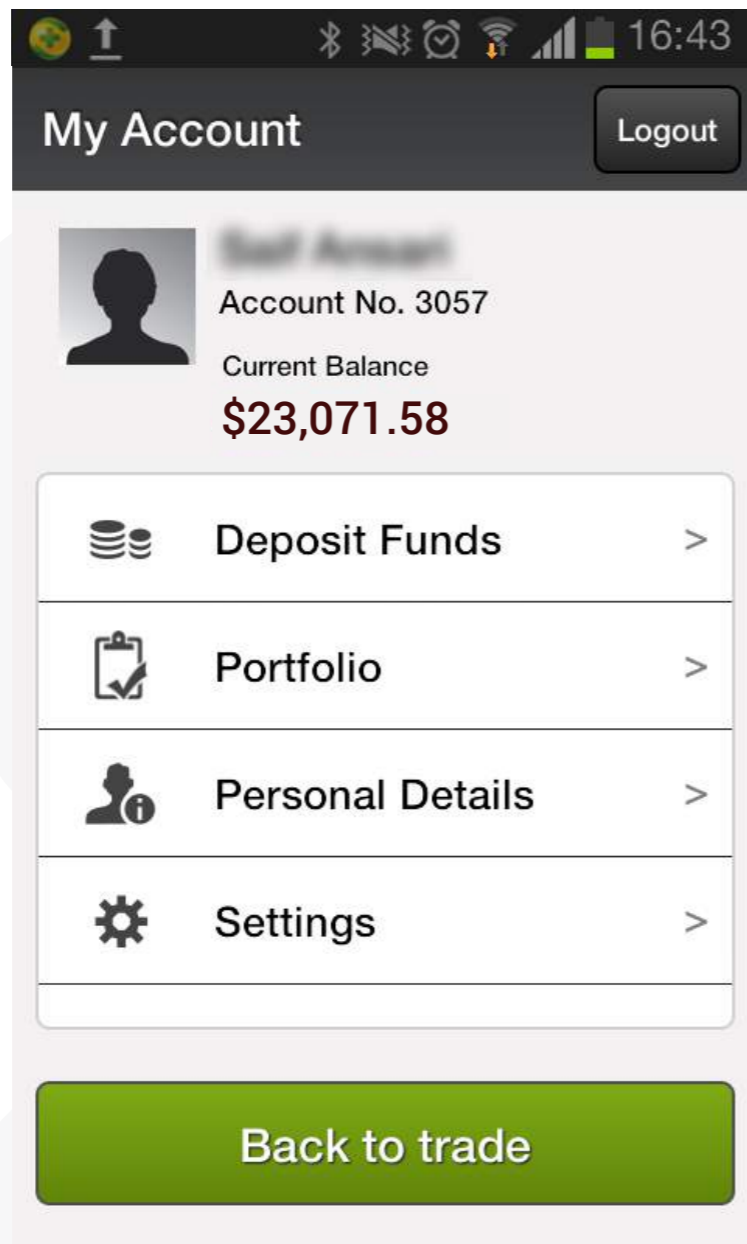 16:43
My Account
Logout
Account No. 3057
Current Balance
$23,071.58
Deposit Funds >
Portfolio >
Personal Details >
Settings >
Back to trade